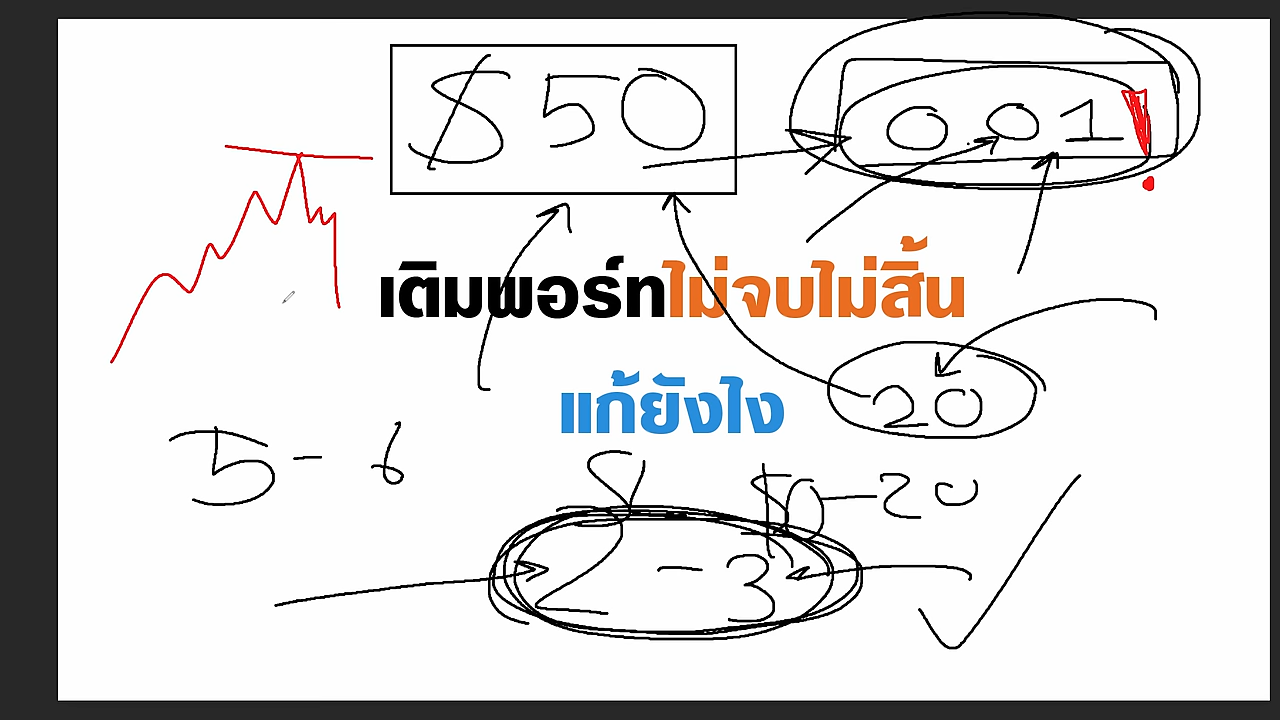 $50 0.01!
เติมพอร์ทไม่จบไม่สิ้น
แก้ยังไง
20
5 - 6
10 - 20
2 - 3